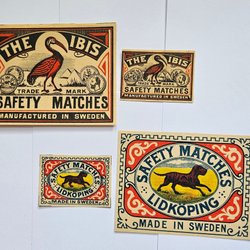 THE IBIS
TRADE MARK
SAFETY MATCHES
MANUFACTURED IN SWEDEN
THE IBIS
TRADE MARK
SAFETY MATCHES
MANUFACTURED IN SWEDEN
SAFETY MATCHES
LIDKÖPING
MADE IN SWEDEN
SAFETY MATCHES
LIDKÖPING
MADE IN SWEDEN